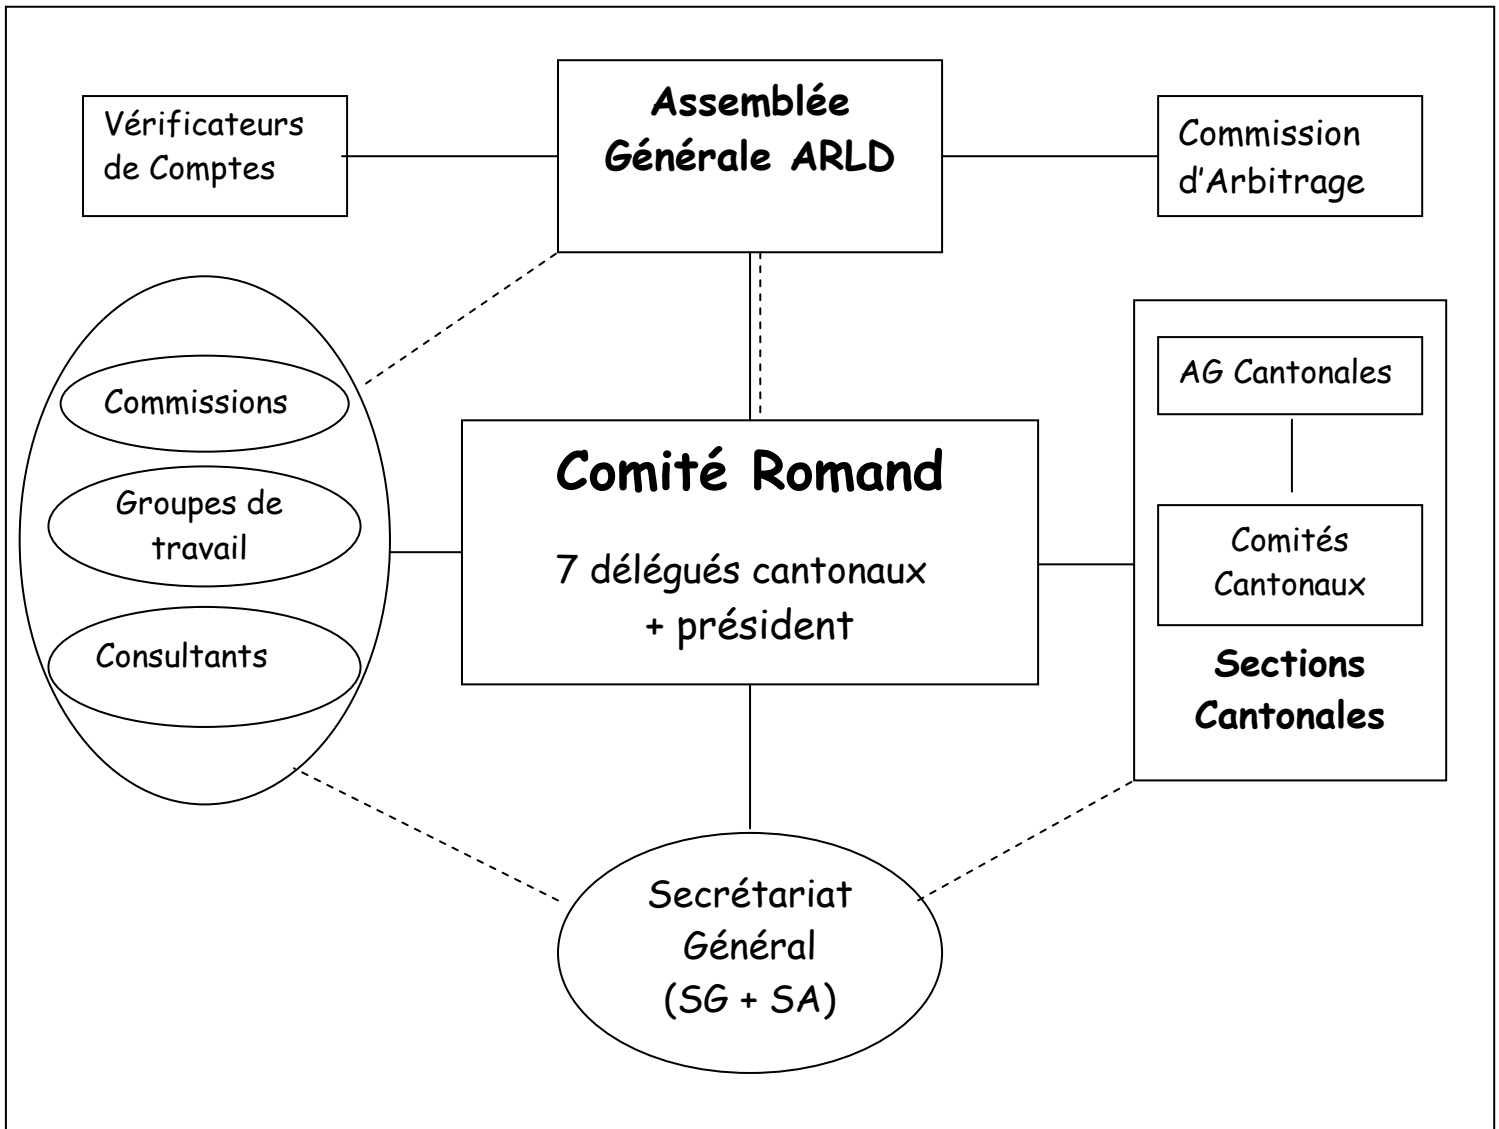 Vérificateurs
de Comptes
Assemblée
Générale ARLD
Commission
d'Arbitrage
Commissions
Groupes de
travail
Consultants
Comité Romand
7 délégués cantonaux
+ président
AG Cantonales
Comités
Cantonaux
Sections
Cantonales
Secrétariat
Général
(SG + SA)